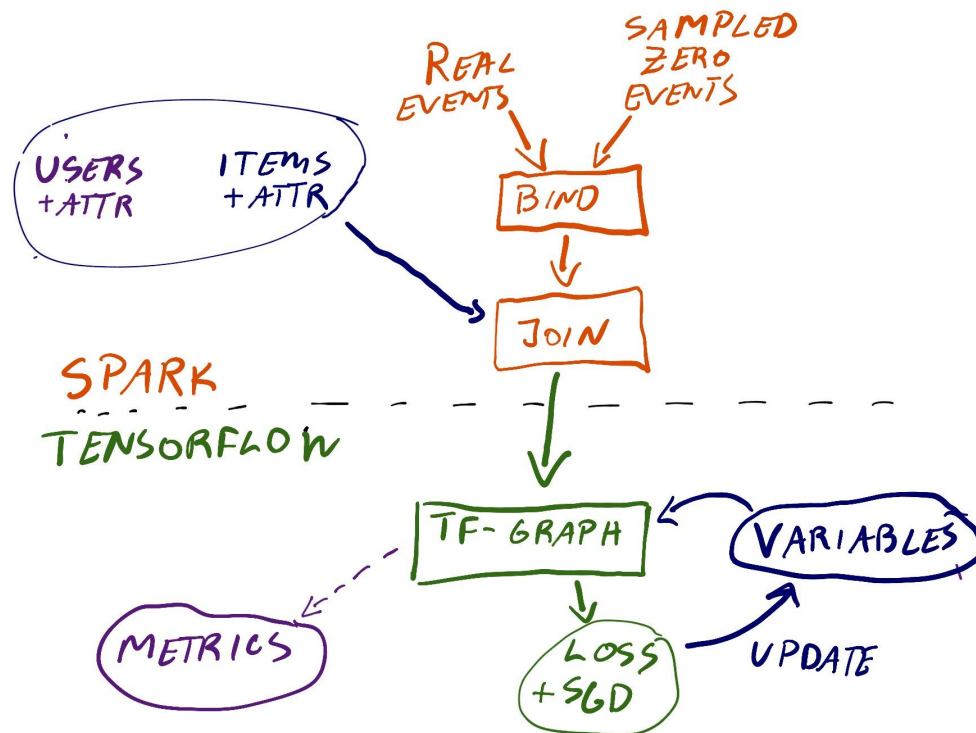 REAL
EVENTS
SAMPLED
ZERO
EVENTS
USERS
+ATTR
ITEMS
+ATTR
BIND
JOIN
SPARK
TENSORFLOW
TF-GRAPH
VARIABLES
METRICS
LOSS
+SGD
UPDATE